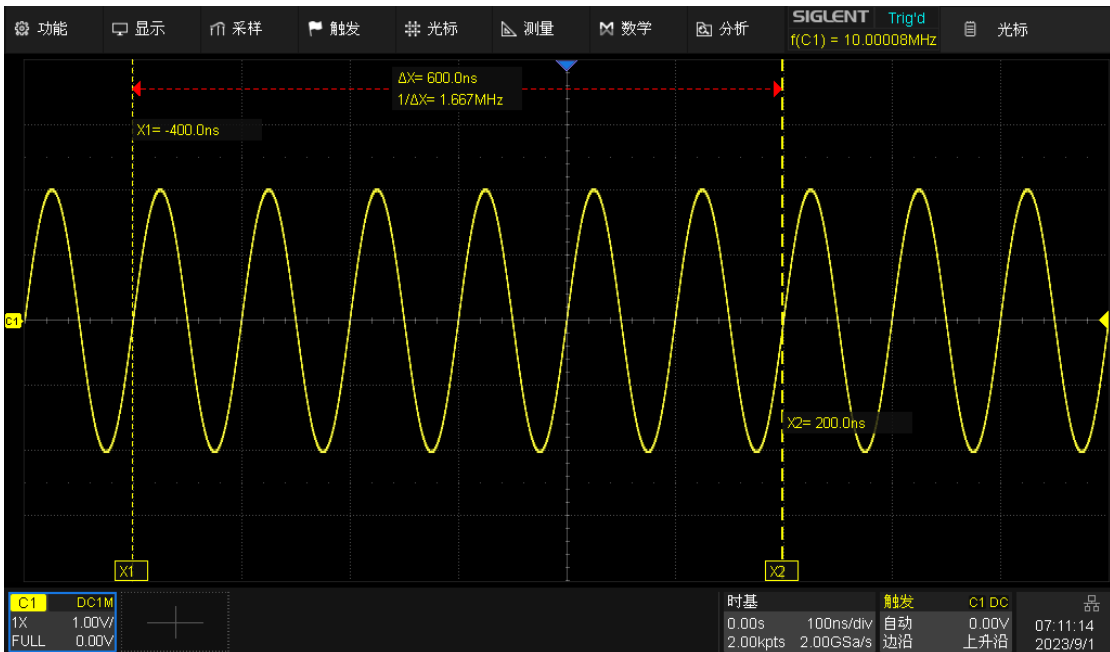 功能 显示 采样 触发 光标 测量 数学 分析 SIGLENT Trig'd 光标
f(C1) = 10.00008MHz
ΔX= 600.0ns
1/ΔX= 1.667MHz
X1= -400.0ns
C1
X2= 200.0ns
X1 X2
C1 DC1M 时基 触发 C1 DC
1X 1.00V/ 0.00s 100ns/div 自动 0.00V 07:11:14
FULL 0.00V 2.00kpts 2.00GSa/s 边沿 上升沿 2023/9/1